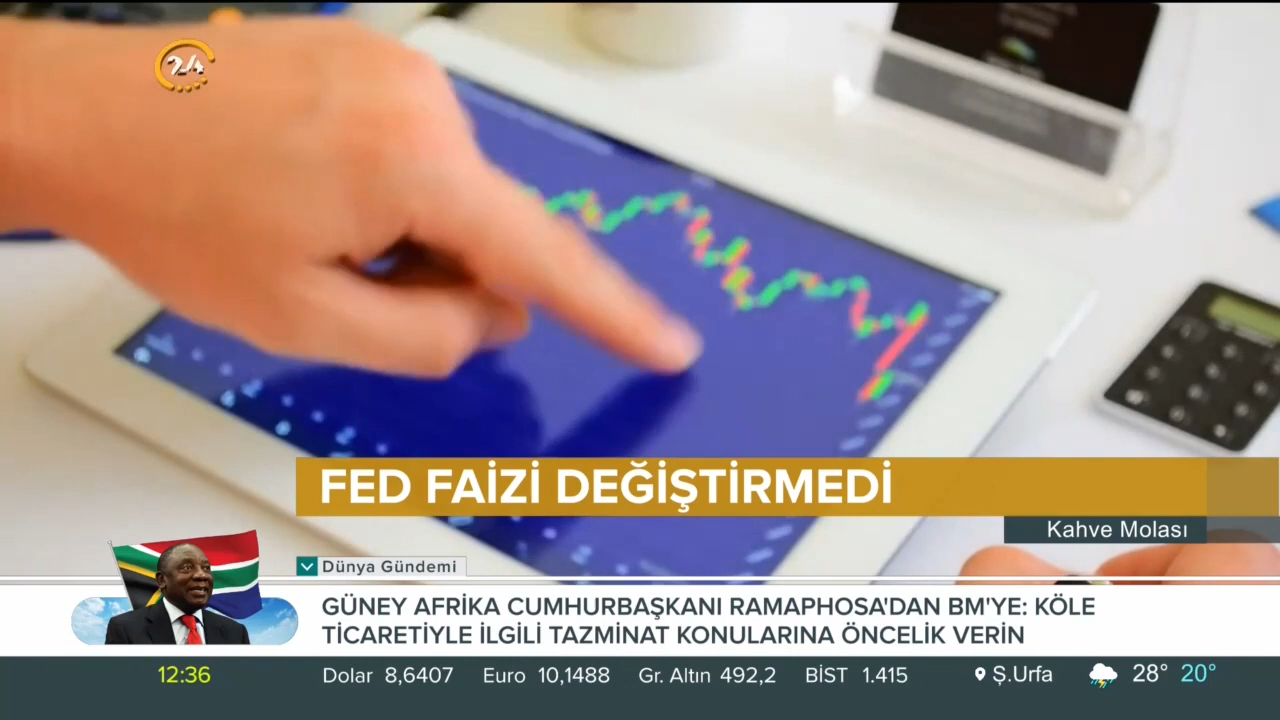 24
FED FAİZİ DEĞİŞTİRMEDİ
Kahve Molası
Dünya Gündemi
GÜNEY AFRİKA CUMHURBAŞKANI RAMAPHOSA'DAN BM'YE: KÖLE
TİCARETİYLE İLGİLİ TAZMİNAT KONULARINA ÖNCELİK VERİN
12:36 Dolar 8,6407 Euro 10,1488 Gr. Altın 492,2 BİST 1.415 Ş.Urfa 28° 20°